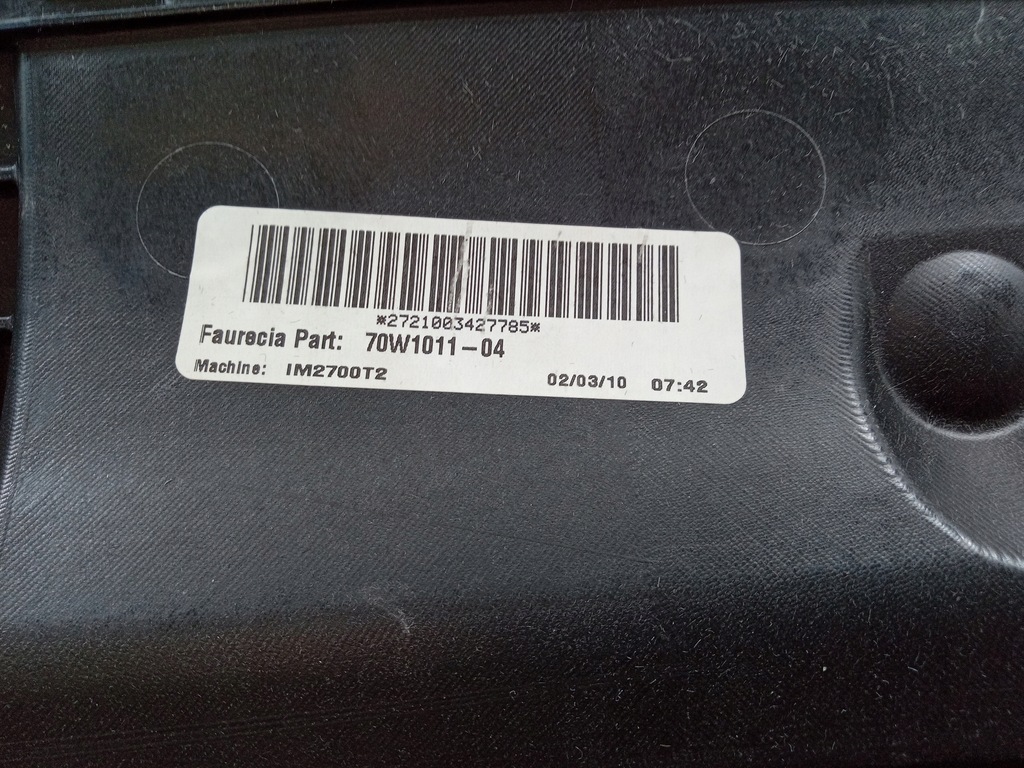 *2721003427785*
Faurecia Part: 70W1011-04
Machine: IM2700T2 02/03/10 07:42